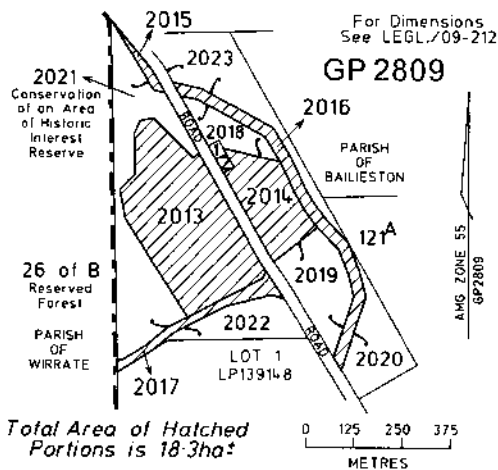 2015
For Dimensions
See LEGL./09-212
GP 2809
2023
2021
Conservation
of an Area
of Historic
Interest
Reserve
2018
2016
ROAD
1
PARISH
OF
BAILIESTON
2014
2013
121A
2019
AMG ZONE 55
GP2809
26 of B
Reserved
Forest
PARISH
OF
WIRRATE
2022
ROAD
2020
LOT 1
LP139148
2017
Total Area of Hatched
Portions is 18·3ha±
0 125 250 375
METRES